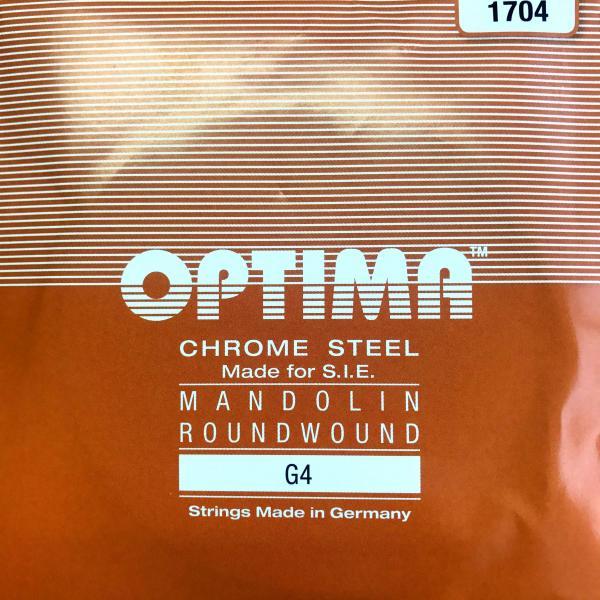 1704
OPTIMA™
CHROME STEEL
Made for S.I.E.
MANDOLIN
ROUNDWOUND
G4
Strings Made in Germany